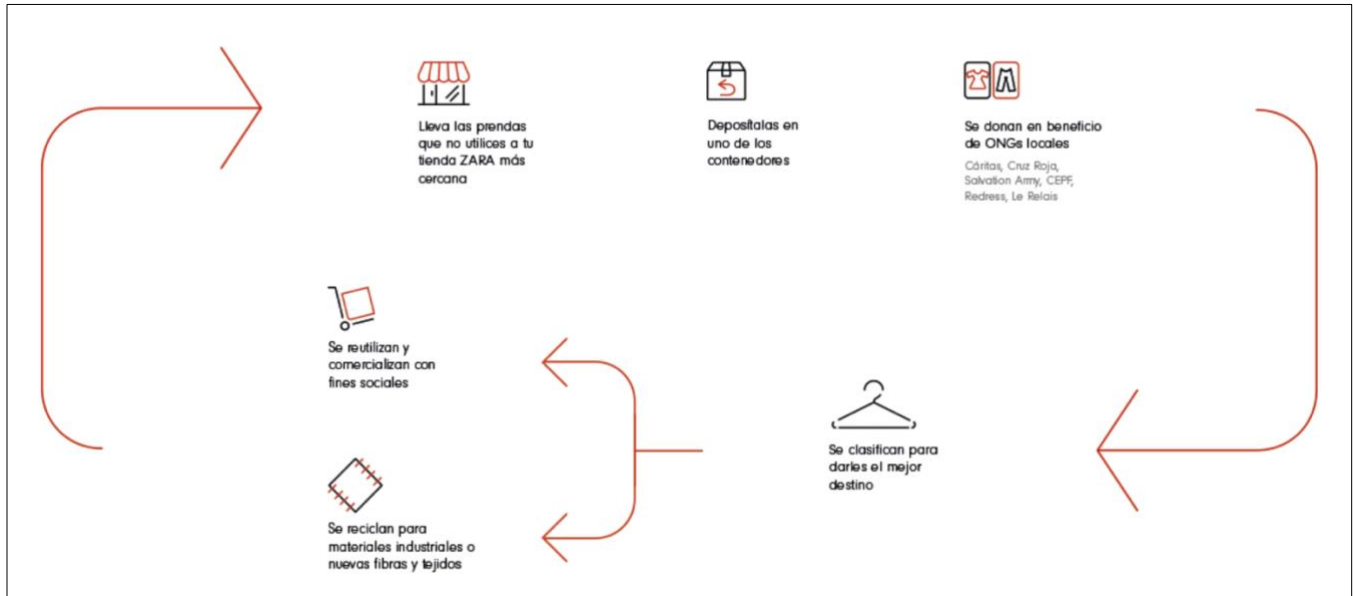 Lleva las prendas
que no utilices a tu
tienda ZARA más
cercana
Deposítalas en
uno de los
contenedores
Se donan en beneficio
de ONGs locales
Cáritas, Cruz Roja,
Salvation Army, CEPF,
Redress, Le Relais
Se clasifican para
darles el mejor
destino
Se reutilizan y
comercializan con
fines sociales
Se reciclan para
materiales industriales o
nuevas fibras y tejidos